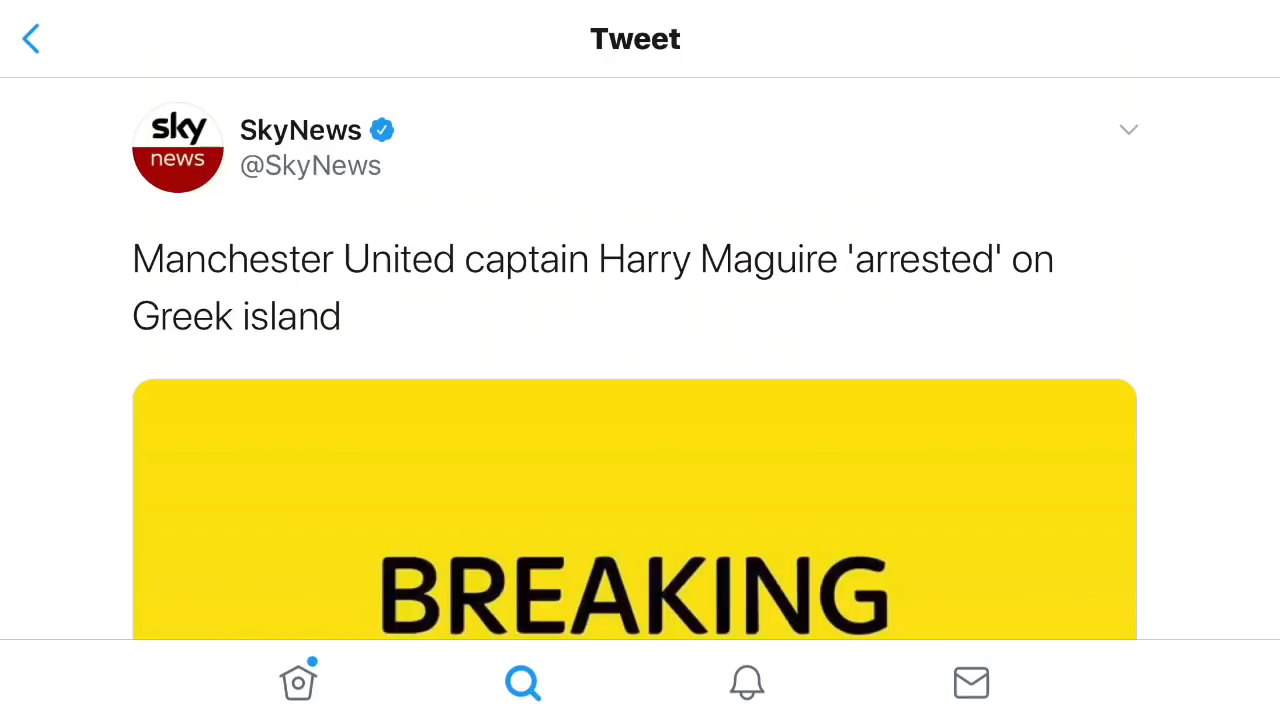 Tweet
sky
news
SkyNews
@SkyNews
Manchester United captain Harry Maguire 'arrested' on
Greek island
BREAKING